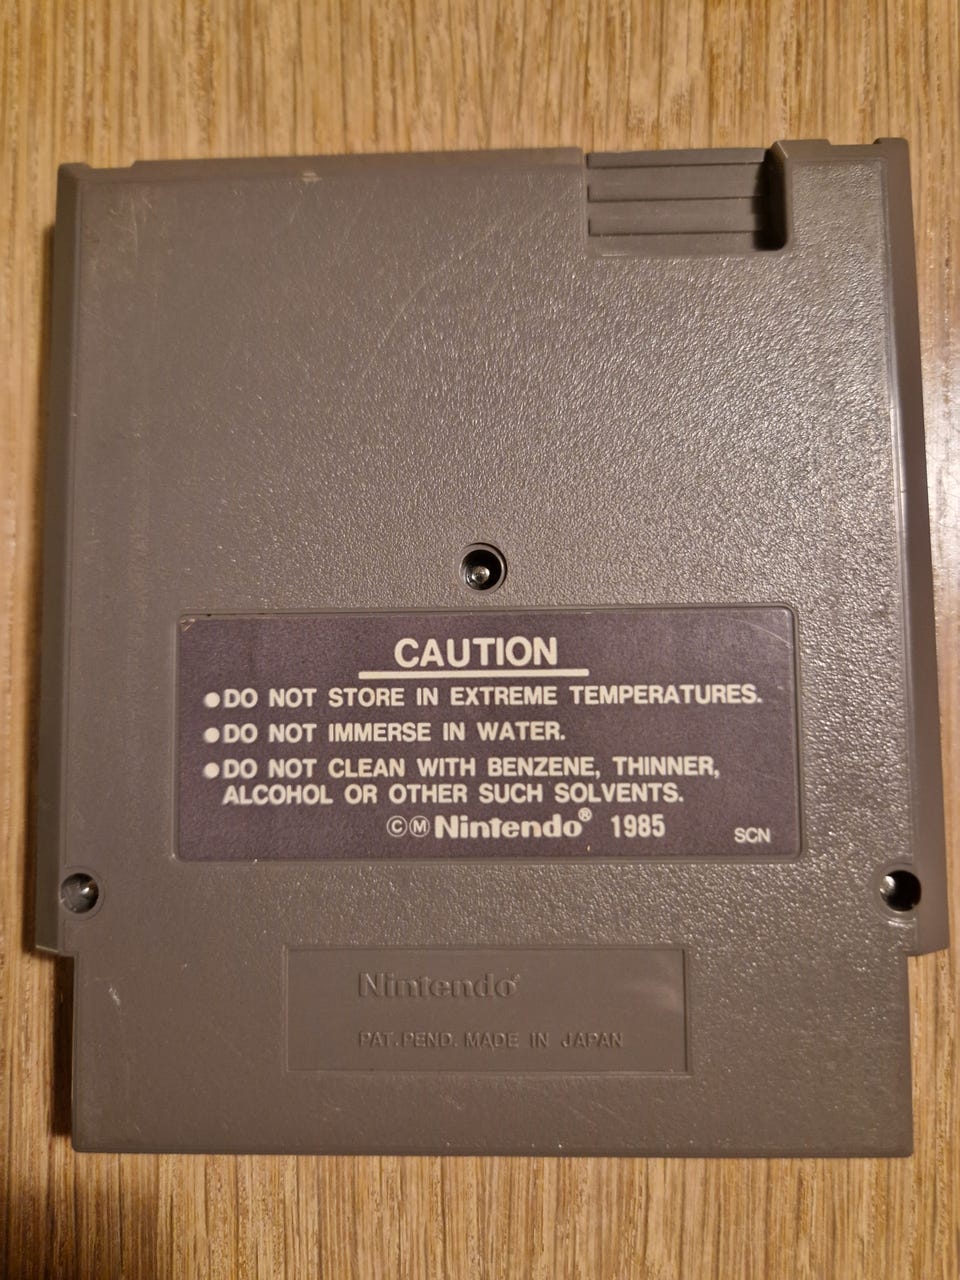 CAUTION
●DO NOT STORE IN EXTREME TEMPERATURES.
●DO NOT IMMERSE IN WATER.
●DO NOT CLEAN WITH BENZENE, THINNER,
ALCOHOL OR OTHER SUCH SOLVENTS.
ⒸⓂNintendo® 1985
SCN
Nintendo®
PAT. PEND. MADE IN JAPAN